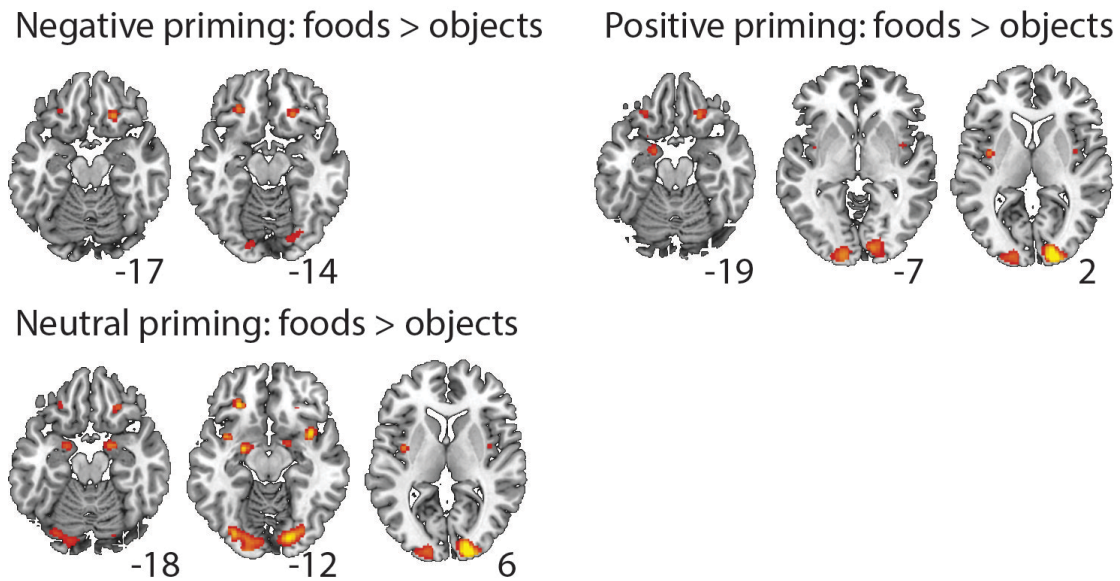 Negative priming: foods > objects
-17
-14
Positive priming: foods > objects
-19
-7
2
Neutral priming: foods > objects
-18
-12
6